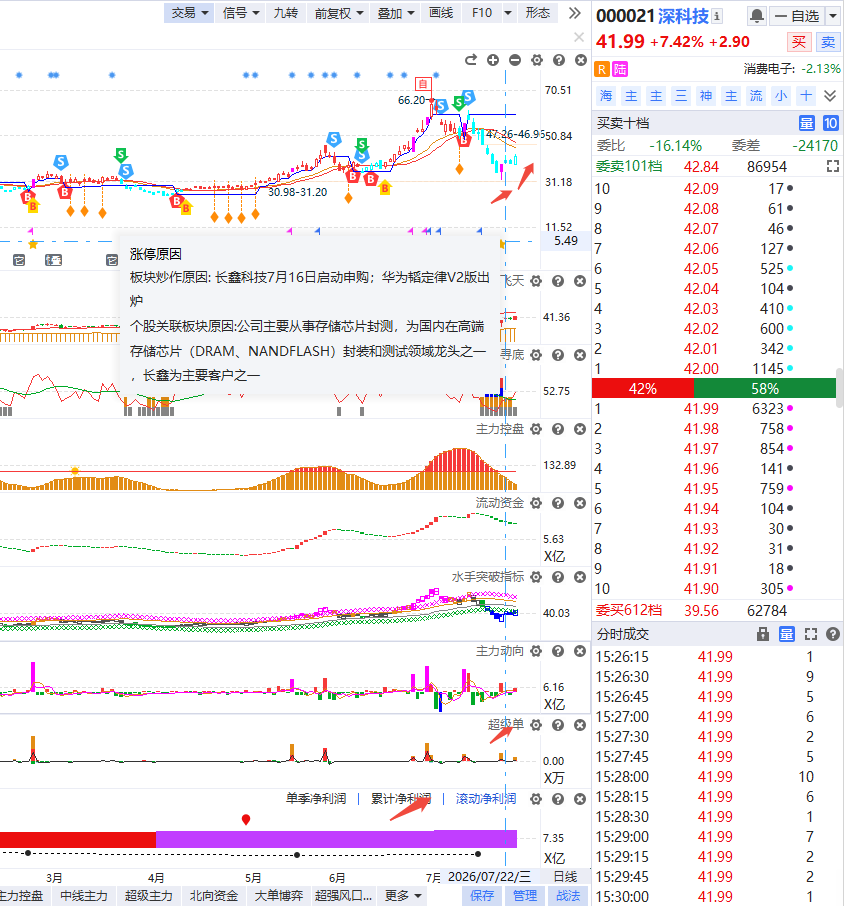 交易 信号 九转 前复权 叠加 画线 F10 形态
70.51
自
66.20
S S S
47.26-46.95
50.84
31.18
30.98-31.20
11.52
5.49
涨停原因
板块炒作原因: 长鑫科技7月16日启动申购；华为韬定律V2版出
炉
个股关联板块原因:公司主要从事存储芯片封测，为国内在高端
存储芯片（DRAM、NANDFLASH）封装和测试领域龙头之一
，长鑫为主要客户之一
飞天
41.36
寻底
52.75
主力控盘
132.89
流动资金
5.63
X亿
水手突破指标
40.03
主力动向
6.16
X亿
超级单
0.00
X万
单季净利润 累计净利润 滚动净利润
7.35
X亿
3月 4月 5月 6月 7月 2026/07/22/三 日线
主力控盘 中线主力 超级主力 北向资金 大单博弈 超强风口... 更多 保存 管理 战法
000021 深科技
自选
41.99 +7.42% +2.90 买 卖
R 陆 消费电子: -2.13%
海 主 主 三 神 主 流 小 十
买卖十档 量 10
委比 -16.14% 委差 -24170
委卖101档 42.84 86954
10 42.09 17
9 42.08 61
8 42.07 46
7 42.06 127
6 42.05 525
5 42.04 104
4 42.03 410
3 42.02 600
2 42.01 342
1 42.00 1145
42% 58%
1 41.99 6323
2 41.98 758
3 41.97 854
4 41.96 141
5 41.95 759
6 41.94 104
7 41.93 30
8 41.92 31
9 41.91 18
10 41.90 305
委买612档 39.56 62784
分时成交 量
15:26:15 41.99 1
15:26:30 41.99 9
15:26:45 41.99 5
15:27:00 41.99 6
15:27:30 41.99 2
15:27:45 41.99 5
15:28:00 41.99 10
15:28:15 41.99 6
15:28:30 41.99 1
15:29:00 41.99 7
15:29:15 41.99 2
15:29:45 41.99 2
15:30:00 41.99 1